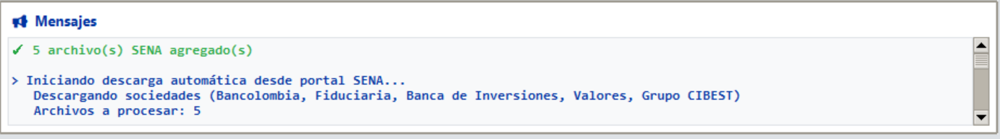 Mensajes
✓ 5 archivo(s) SENA agregado(s)
> Iniciando descarga automática desde portal SENA...
Descargando sociedades (Bancolombia, Fiduciaria, Banca de Inversiones, Valores, Grupo CIBEST)
Archivos a procesar: 5